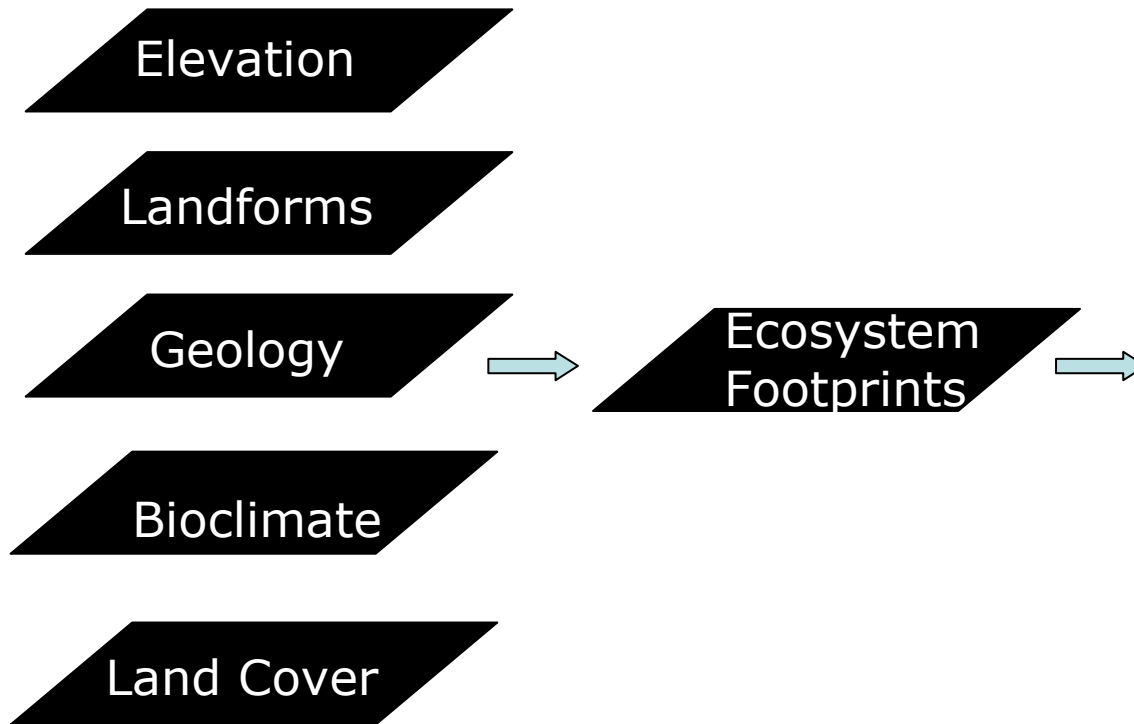 Elevation
Landforms
Geology
Ecosystem
Footprints
Bioclimate
Land Cover